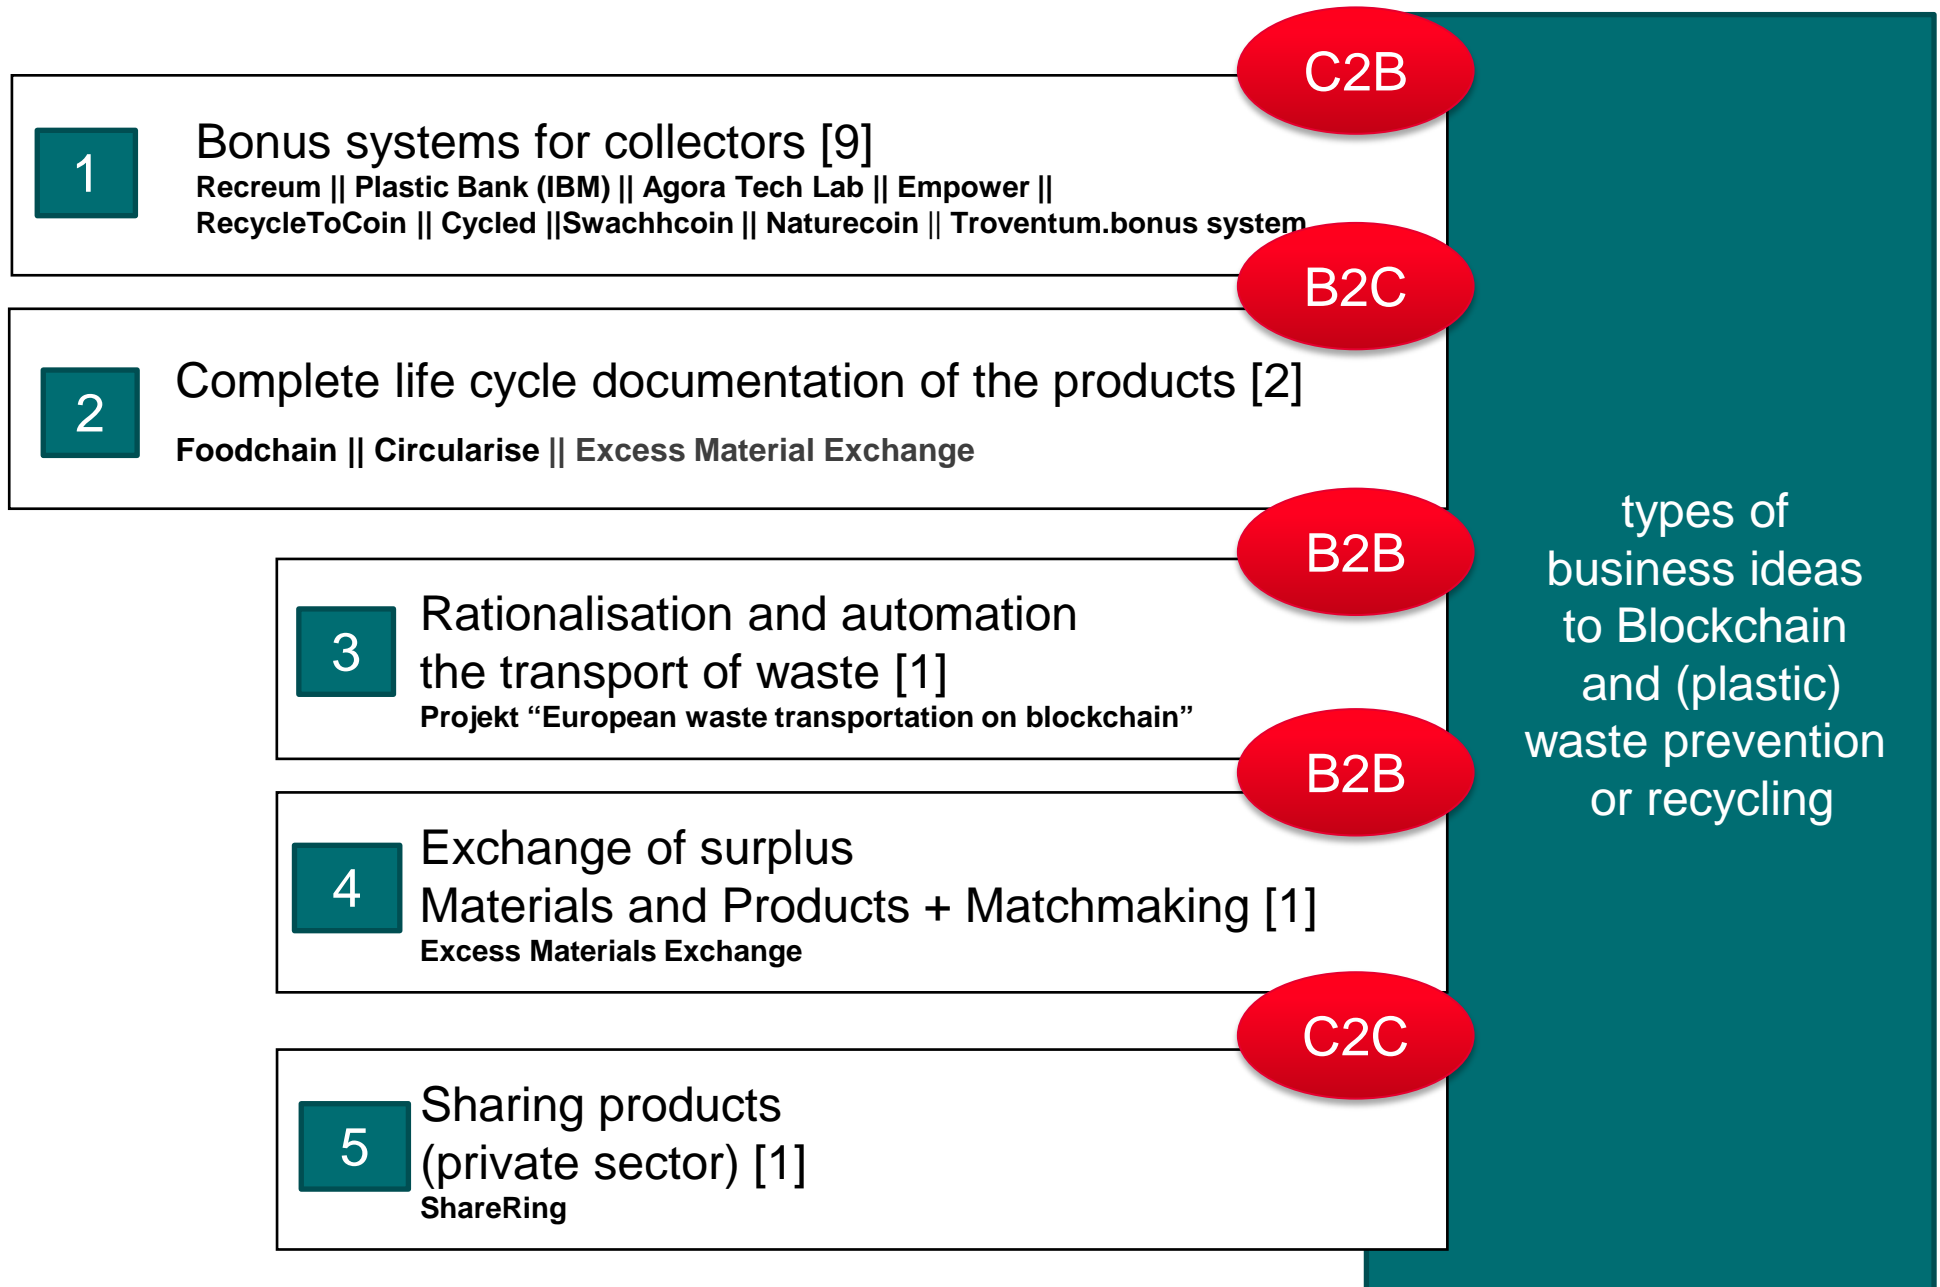 C2B
1
Bonus systems for collectors [9]
Recreum || Plastic Bank (IBM) || Agora Tech Lab || Empower ||
RecycleToCoin || Cycled ||Swachhcoin || Naturecoin || Troventum.bonus system
B2C
2
Complete life cycle documentation of the products [2]
Foodchain || Circularise || Excess Material Exchange
B2B
3
Rationalisation and automation
the transport of waste [1]
Projekt “European waste transportation on blockchain”
B2B
4
Exchange of surplus
Materials and Products + Matchmaking [1]
Excess Materials Exchange
C2C
5
Sharing products
(private sector) [1]
ShareRing
types of
business ideas
to Blockchain
and (plastic)
waste prevention
or recycling